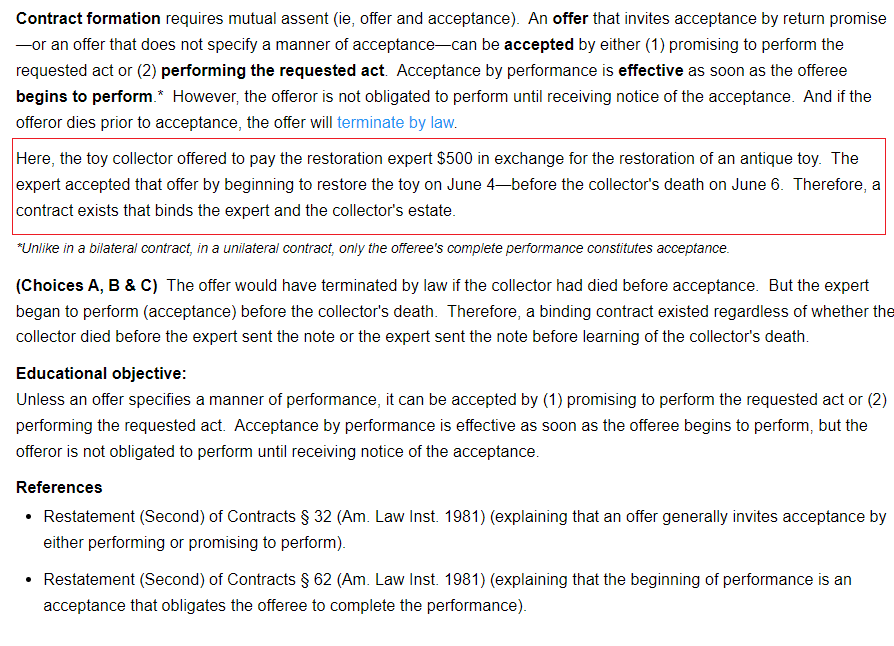 Contract formation requires mutual assent (ie, offer and acceptance). An offer that invites acceptance by return promise
—or an offer that does not specify a manner of acceptance—can be accepted by either (1) promising to perform the
requested act or (2) performing the requested act. Acceptance by performance is effective as soon as the offeree
begins to perform.* However, the offeror is not obligated to perform until receiving notice of the acceptance. And if the
offeror dies prior to acceptance, the offer will terminate by law.
Here, the toy collector offered to pay the restoration expert $500 in exchange for the restoration of an antique toy. The
expert accepted that offer by beginning to restore the toy on June 4—before the collector's death on June 6. Therefore, a
contract exists that binds the expert and the collector's estate.
*Unlike in a bilateral contract, in a unilateral contract, only the offeree's complete performance constitutes acceptance.
(Choices A, B & C) The offer would have terminated by law if the collector had died before acceptance. But the expert
began to perform (acceptance) before the collector's death. Therefore, a binding contract existed regardless of whether the
collector died before the expert sent the note or the expert sent the note before learning of the collector's death.
Educational objective:
Unless an offer specifies a manner of performance, it can be accepted by (1) promising to perform the requested act or (2)
performing the requested act. Acceptance by performance is effective as soon as the offeree begins to perform, but the
offeror is not obligated to perform until receiving notice of the acceptance.
References
• Restatement (Second) of Contracts § 32 (Am. Law Inst. 1981) (explaining that an offer generally invites acceptance by
either performing or promising to perform).
• Restatement (Second) of Contracts § 62 (Am. Law Inst. 1981) (explaining that the beginning of performance is an
acceptance that obligates the offeree to complete the performance).